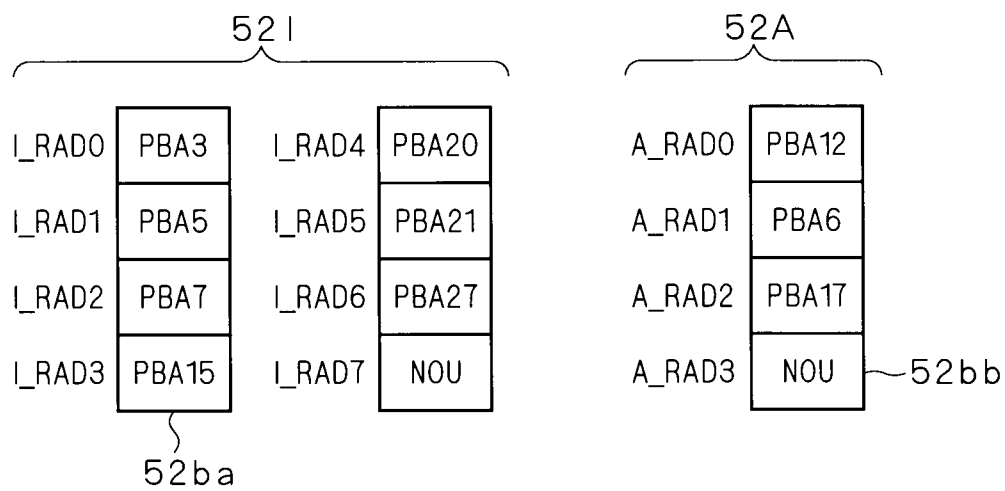 52I 52A
I_RAD0 PBA3 I_RAD4 PBA20 A_RAD0 PBA12
I_RAD1 PBA5 I_RAD5 PBA21 A_RAD1 PBA6
I_RAD2 PBA7 I_RAD6 PBA27 A_RAD2 PBA17
I_RAD3 PBA15 I_RAD7 NOU A_RAD3 NOU 52bb
52ba